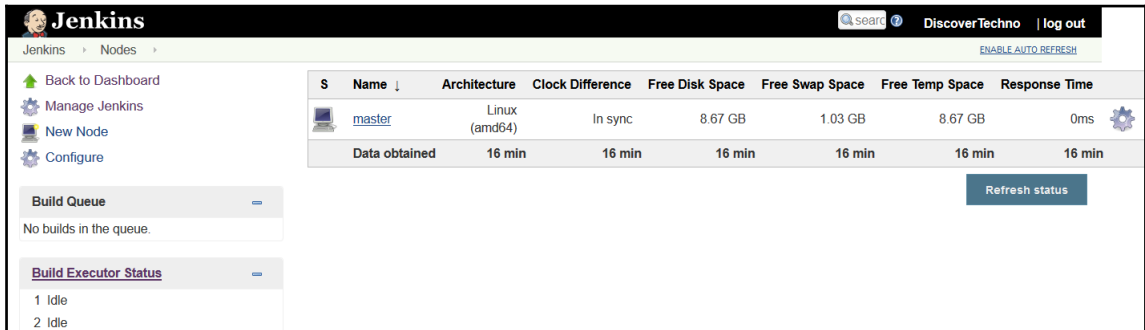 Jenkins
searc DiscoverTechno | log out
Jenkins Nodes
ENABLE AUTO REFRESH
Back to Dashboard
Manage Jenkins
New Node
Configure
Build Queue
No builds in the queue.
Build Executor Status
1 Idle
2 Idle
S Name ↓ Architecture Clock Difference Free Disk Space Free Swap Space Free Temp Space Response Time
master Linux (amd64) In sync 8.67 GB 1.03 GB 8.67 GB 0ms
Data obtained 16 min 16 min 16 min 16 min 16 min 16 min
Refresh status